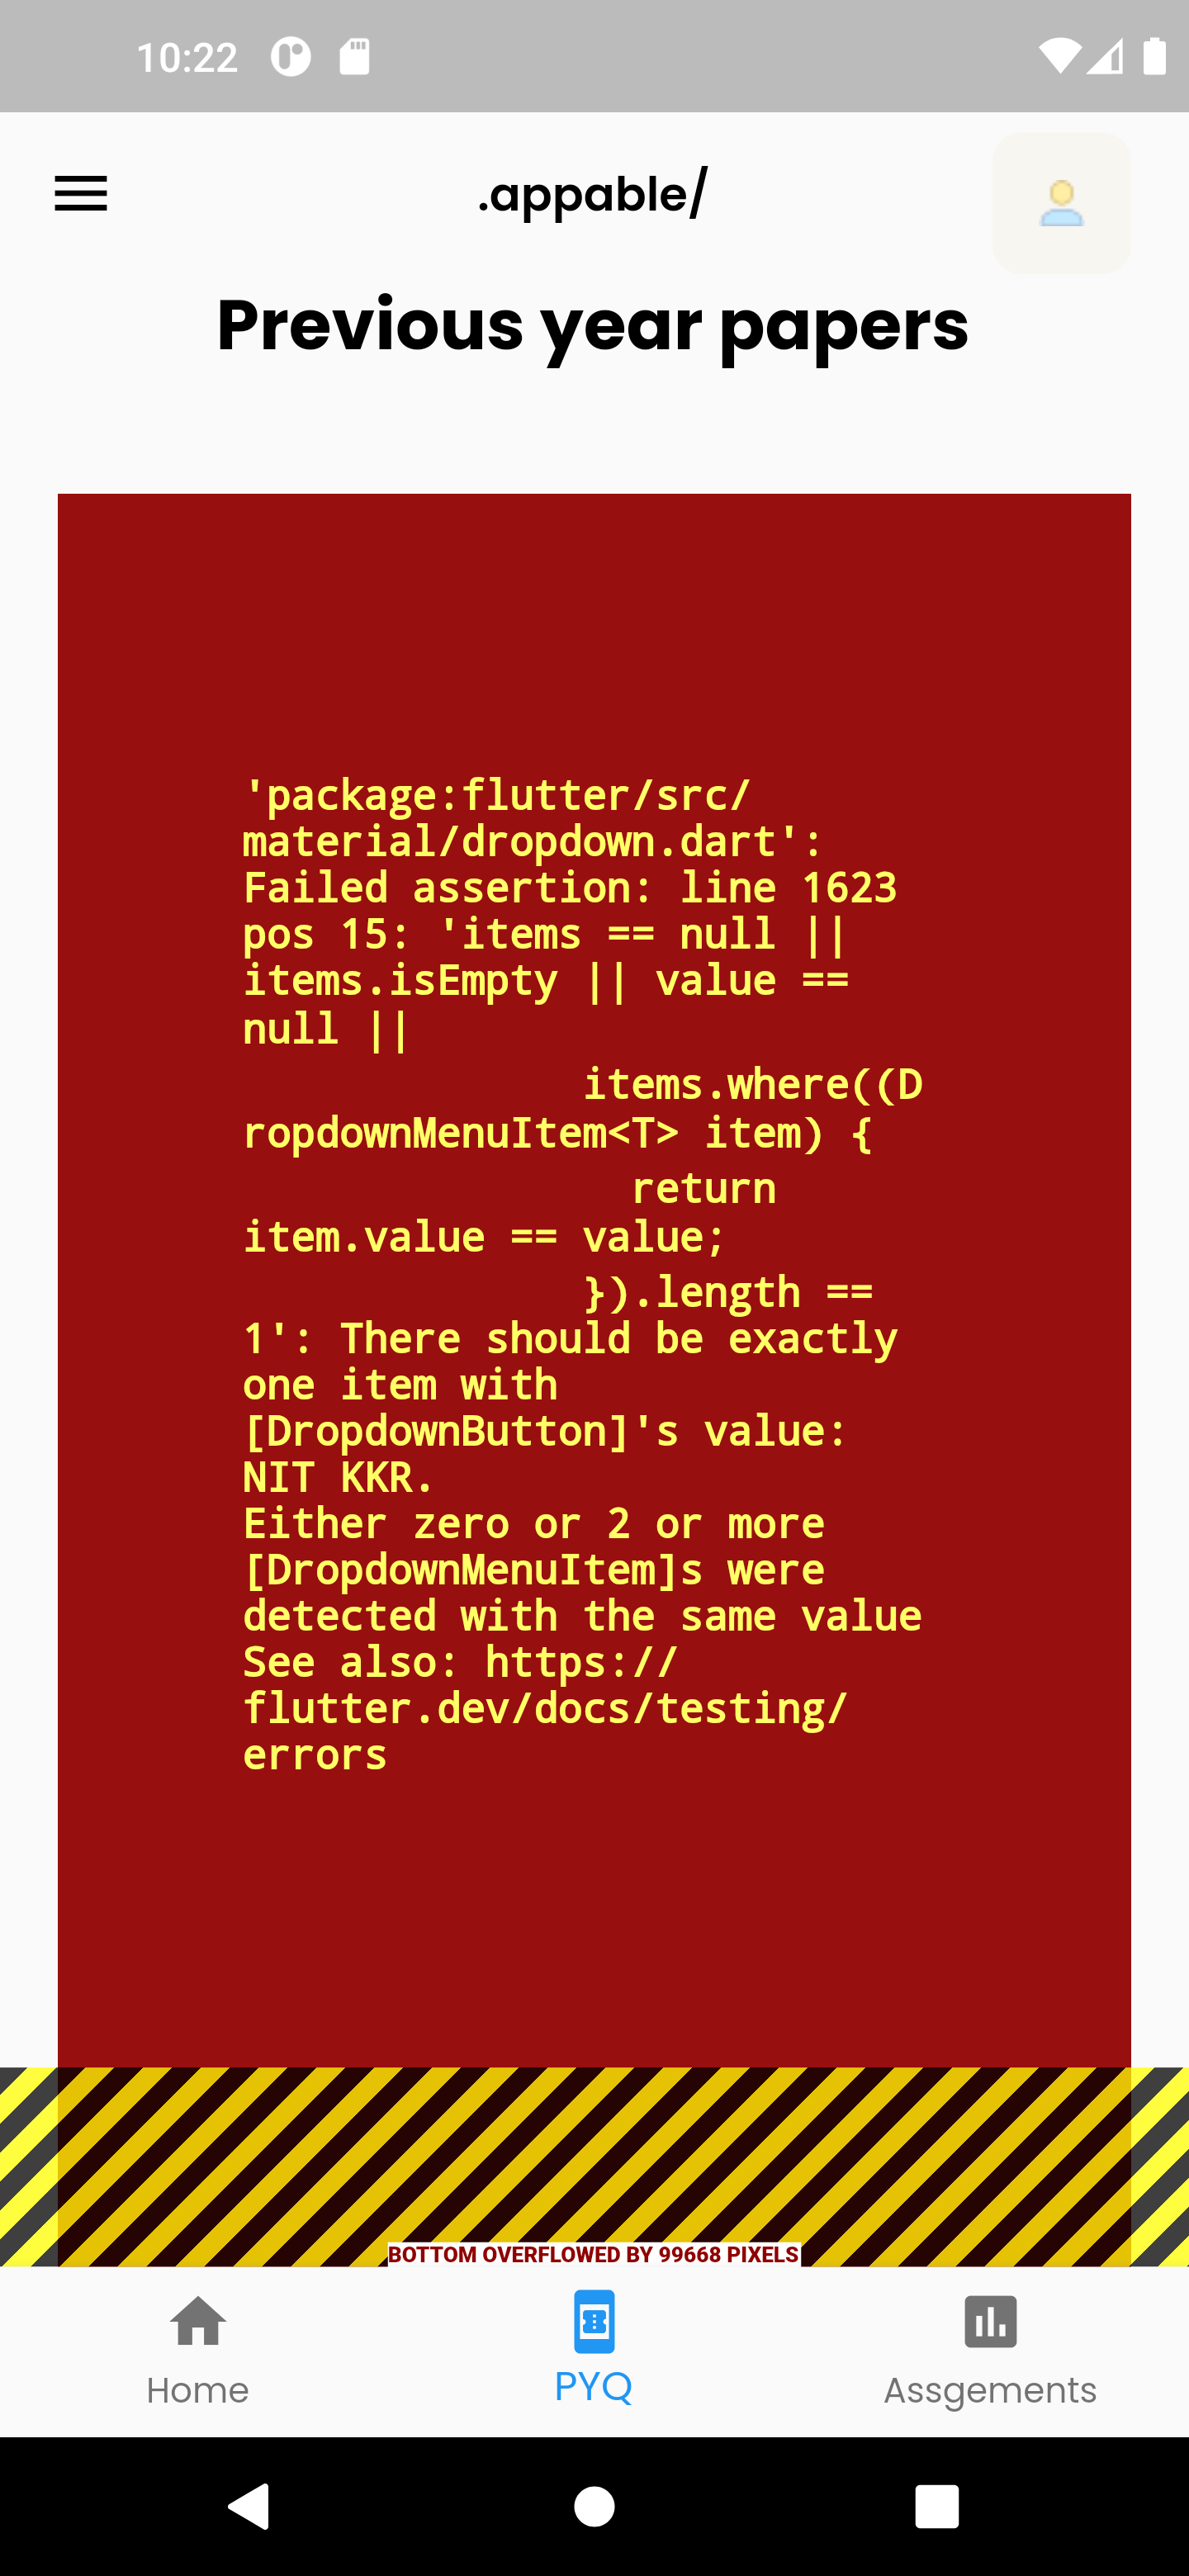 10:22
.appable/
Previous year papers
'package:flutter/src/
material/dropdown.dart':
Failed assertion: line 1623
pos 15: 'items == null ||
items.isEmpty || value ==
null ||
items.where((D
ropdownMenuItem<T> item) {
return
item.value == value;
}).length ==
1': There should be exactly
one item with
[DropdownButton]'s value:
NIT KKR.
Either zero or 2 or more
[DropdownMenuItem]s were
detected with the same value
See also: https://
flutter.dev/docs/testing/
errors
BOTTOM OVERFLOWED BY 99668 PIXELS
Home
PYQ
Assgements